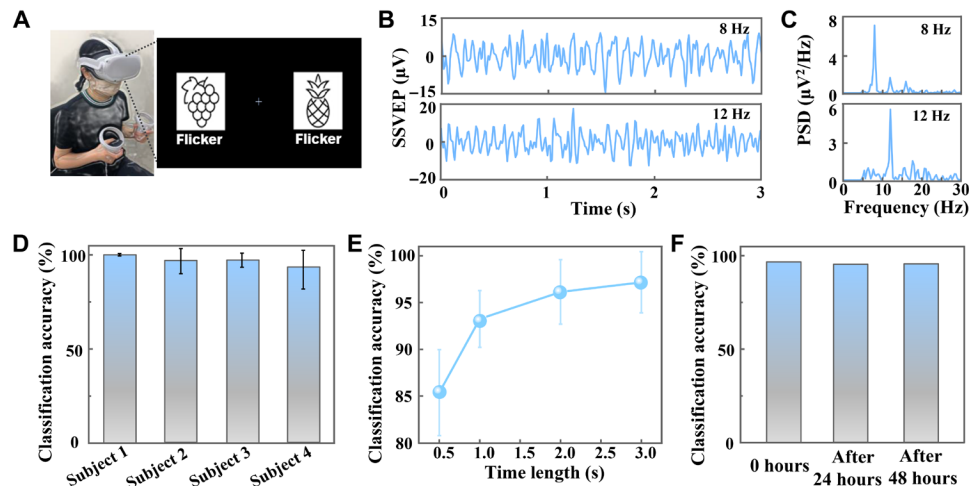 A
Flicker
Flicker
B
15
0
−15
8 Hz
20
0
−20
12 Hz
SSVEP (μV)
0
1
2
3
Time (s)
C
8 Hz
6
3
0
12 Hz
6
3
0
PSD (μV²/Hz)
0
10
20
30
Frequency (Hz)
D
Classification accuracy (%)
100
50
0
Subject 1
Subject 2
Subject 3
Subject 4
E
Classification accuracy (%)
100
95
90
85
80
0.5
1.0
1.5
2.0
2.5
3.0
Time length (s)
F
Classification accuracy (%)
100
50
0
0 hours
After
24 hours
After
48 hours